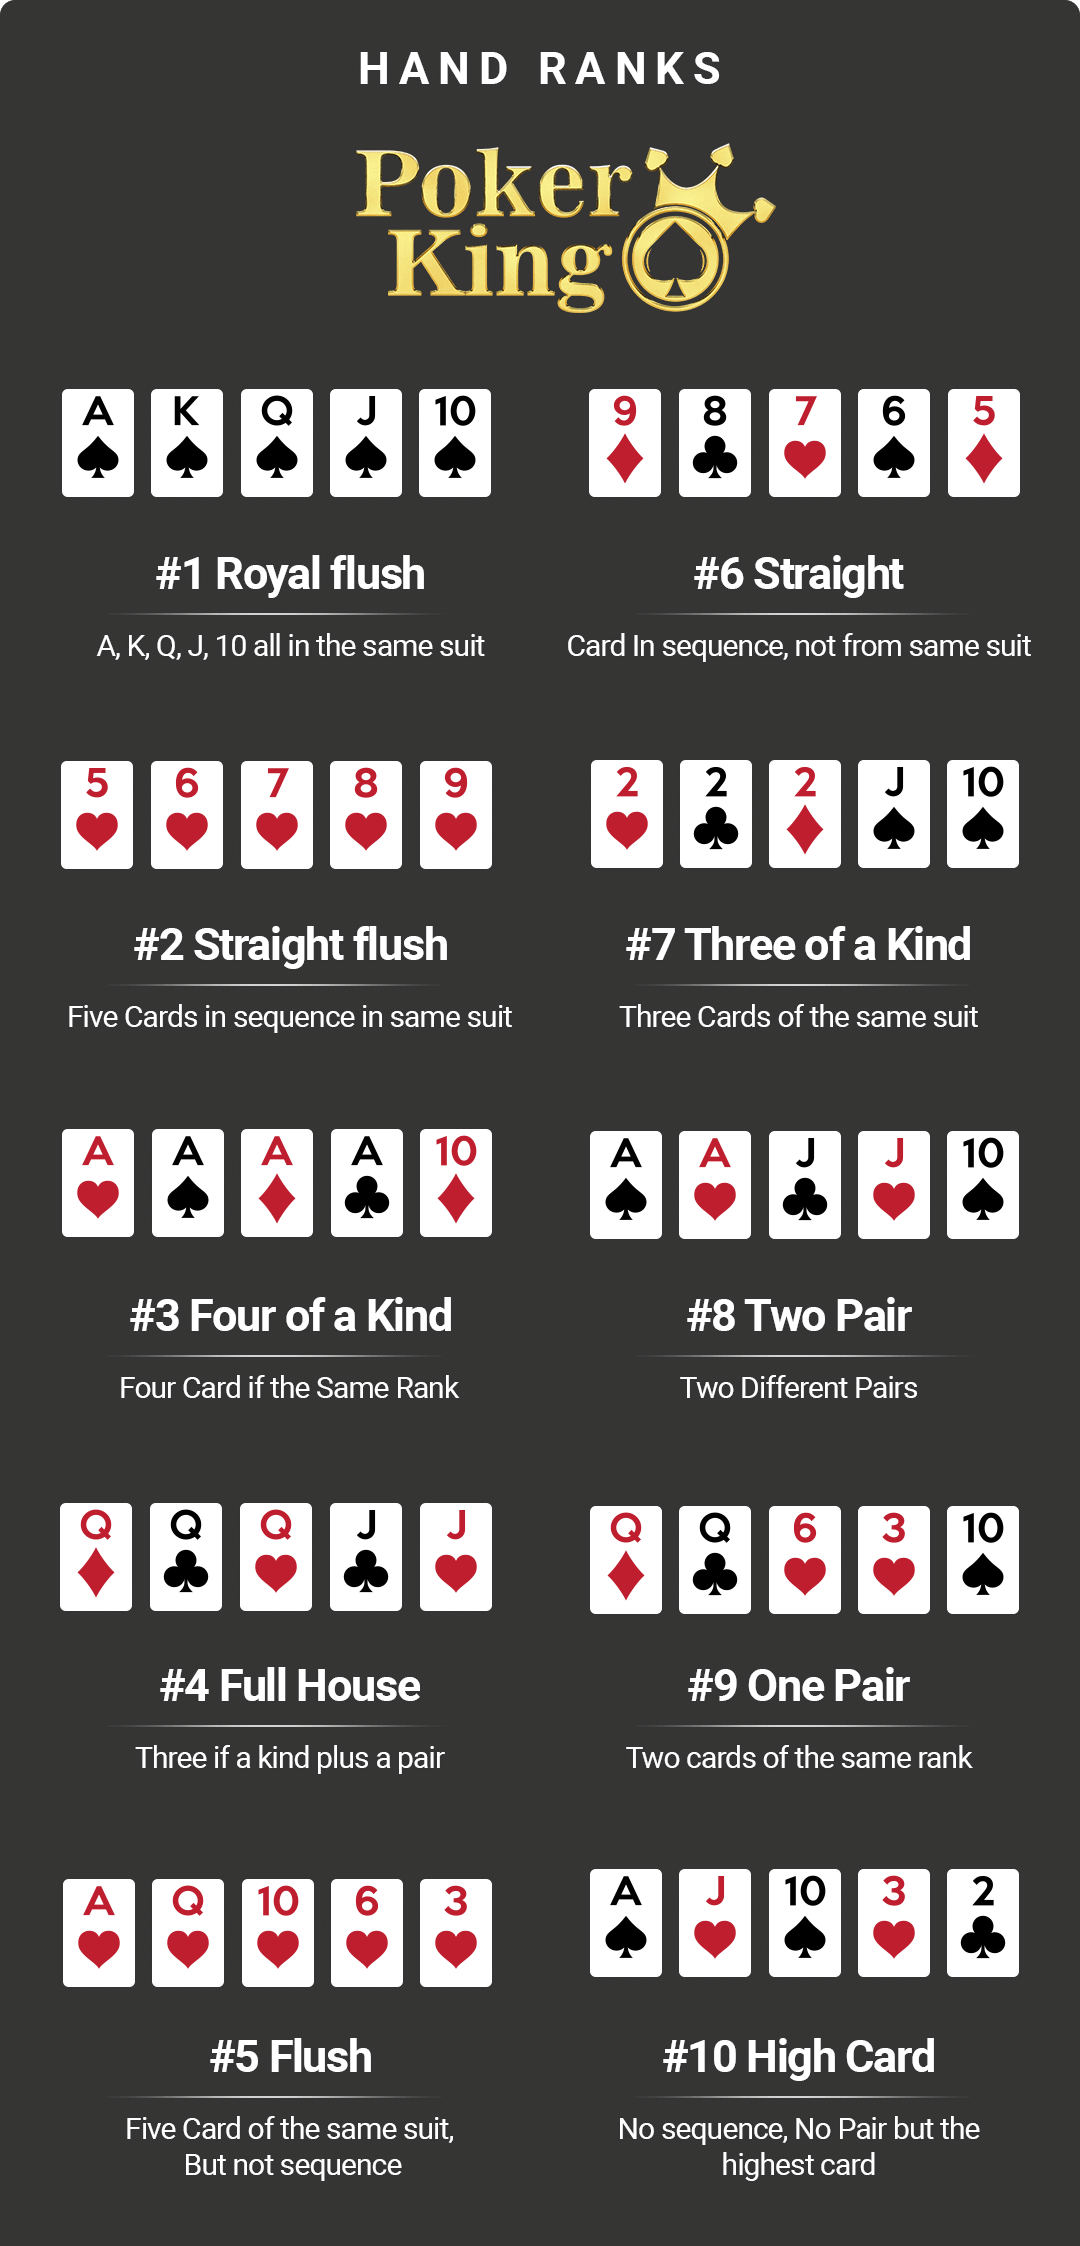 HAND RANKS
Poker
King
A K Q J 10
#1 Royal flush
A, K, Q, J, 10 all in the same suit
9 8 7 6 5
#6 Straight
Card In sequence, not from same suit
5 6 7 8 9
#2 Straight flush
Five Cards in sequence in same suit
2 2 2 J 10
#7 Three of a Kind
Three Cards of the same suit
A A A A 10
#3 Four of a Kind
Four Card if the Same Rank
A A J J 10
#8 Two Pair
Two Different Pairs
Q Q Q J J
#4 Full House
Three if a kind plus a pair
Q Q 6 3 10
#9 One Pair
Two cards of the same rank
A Q 10 6 3
#5 Flush
Five Card of the same suit,
But not sequence
A J 10 3 2
#10 High Card
No sequence, No Pair but the
highest card